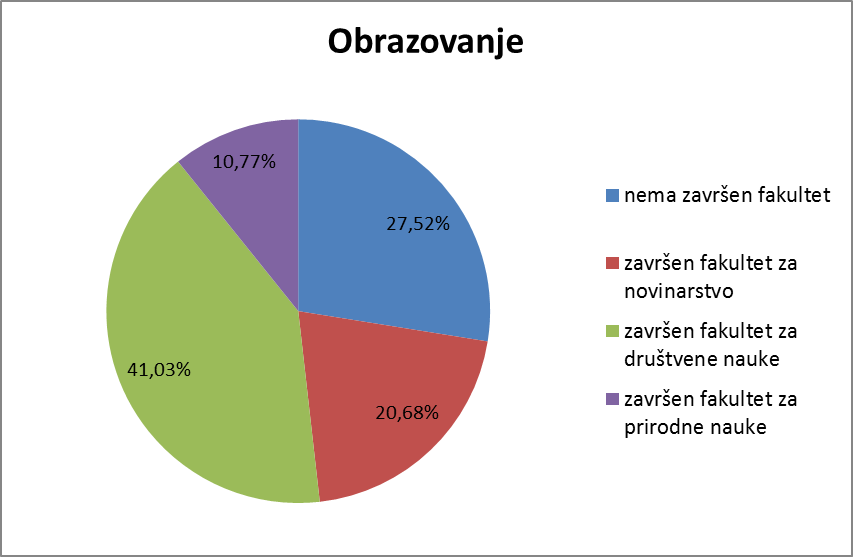 Obrazovanje
10,77%
27,52%
41,03%
20,68%
nema završen fakultet
završen fakultet za
novinarstvo
završen fakultet za
društvene nauke
završen fakultet za
prirodne nauke